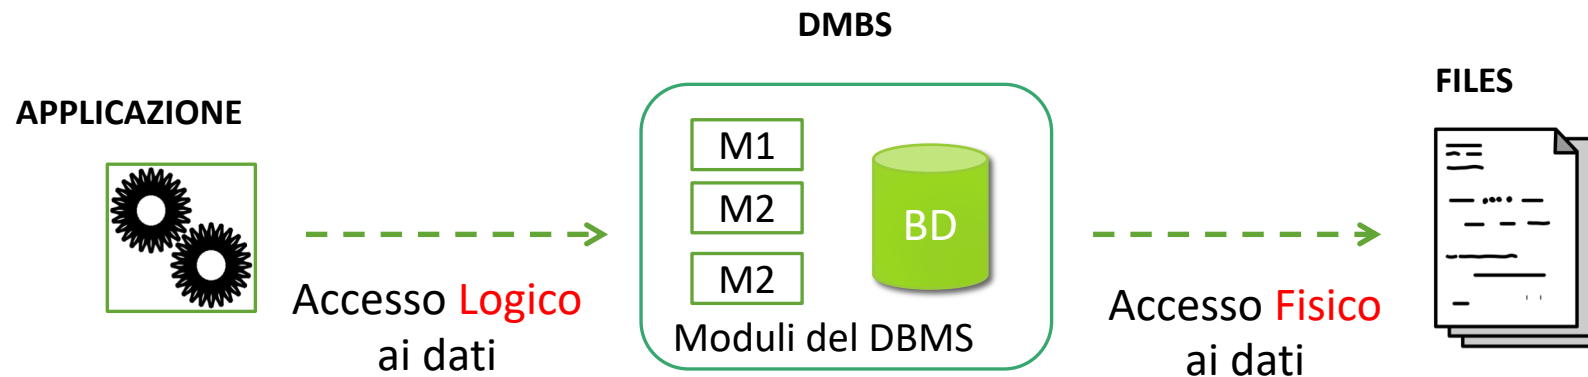 DMBS
APPLICAZIONE
FILES
M1
M2
M2
BD
Moduli del DBMS
Accesso Logico
ai dati
Accesso Fisico
ai dati